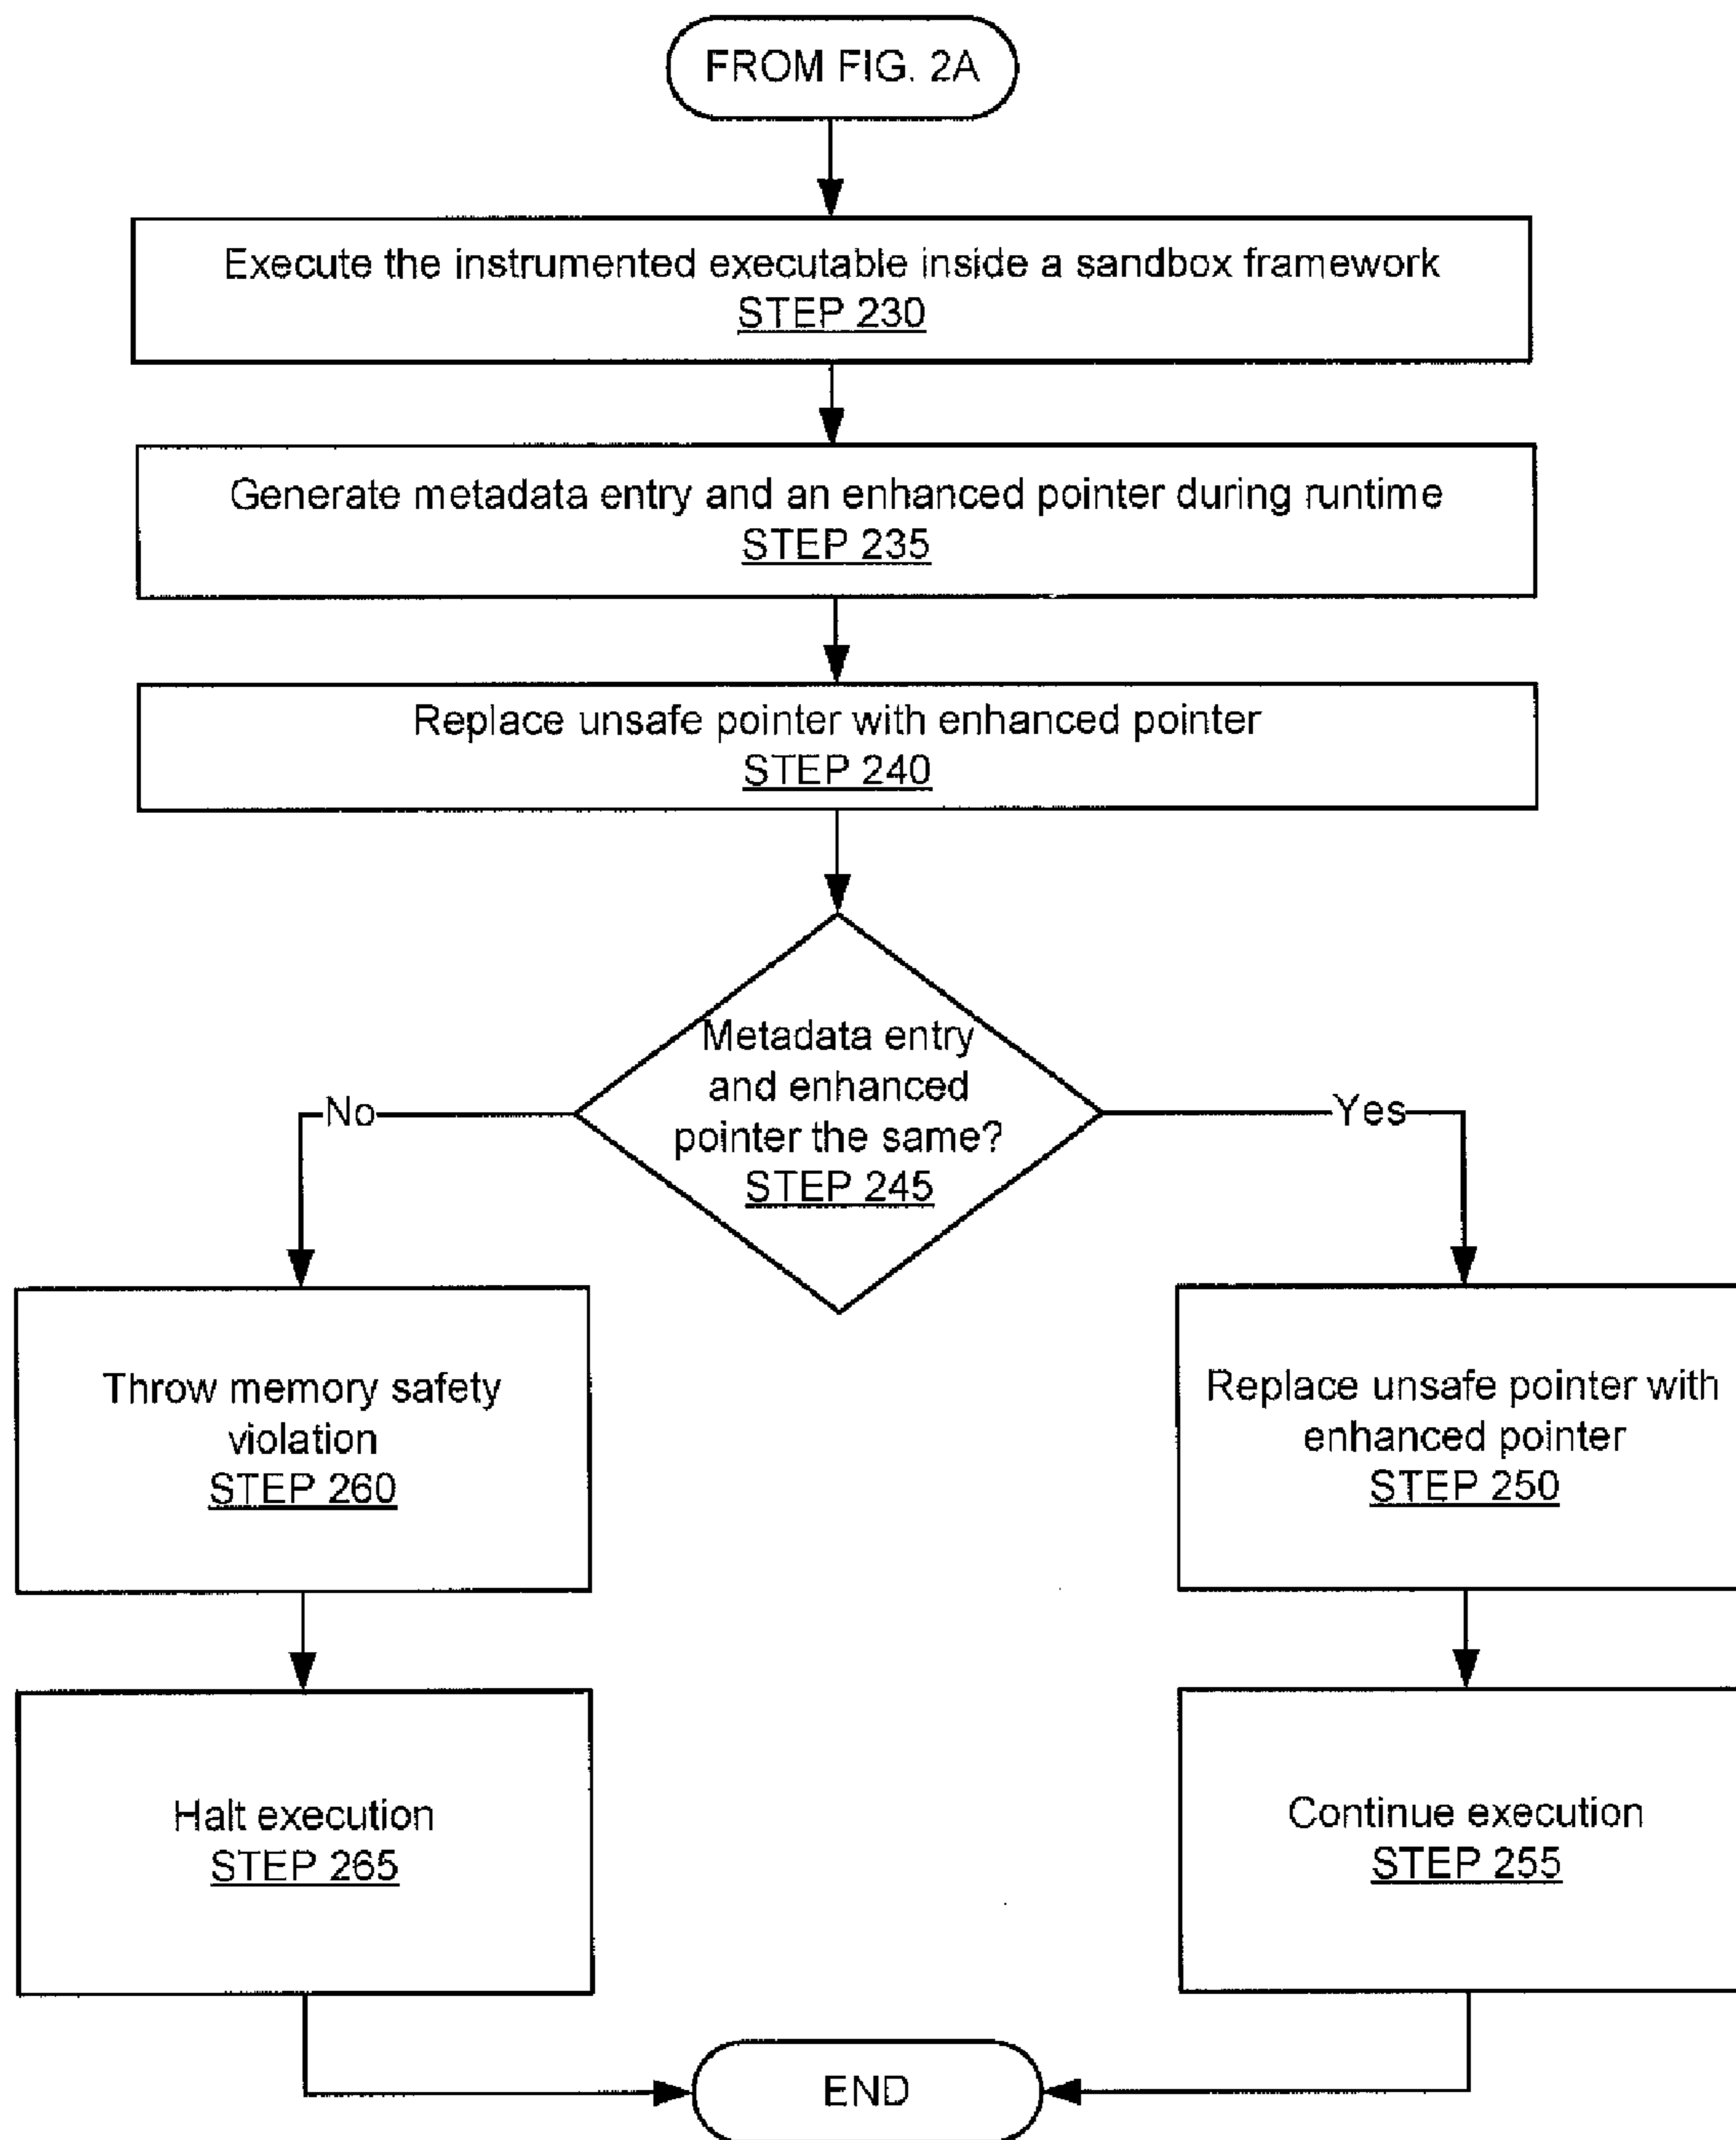 FROM FIG. 2A
Execute the instrumented executable inside a sandbox framework
STEP 230
Generate metadata entry and an enhanced pointer during runtime
STEP 235
Replace unsafe pointer with enhanced pointer
STEP 240
Metadata entry
and enhanced
pointer the same?
STEP 245
No
Yes
Throw memory safety
violation
STEP 260
Replace unsafe pointer with
enhanced pointer
STEP 250
Halt execution
STEP 265
Continue execution
STEP 255
END